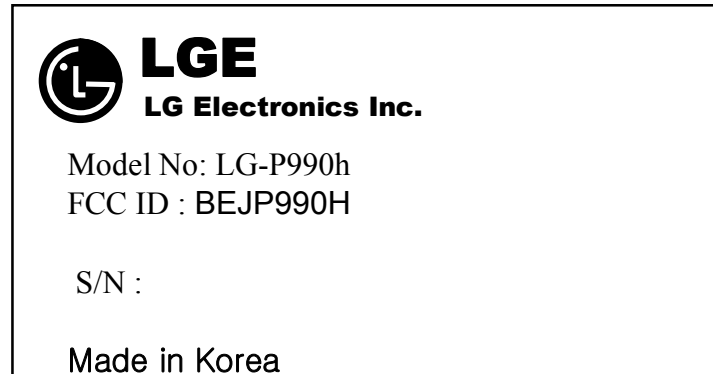 LGE
LG Electronics Inc.
Model No: LG-P990h
FCC ID : BEJP990H
S/N :
Made in Korea